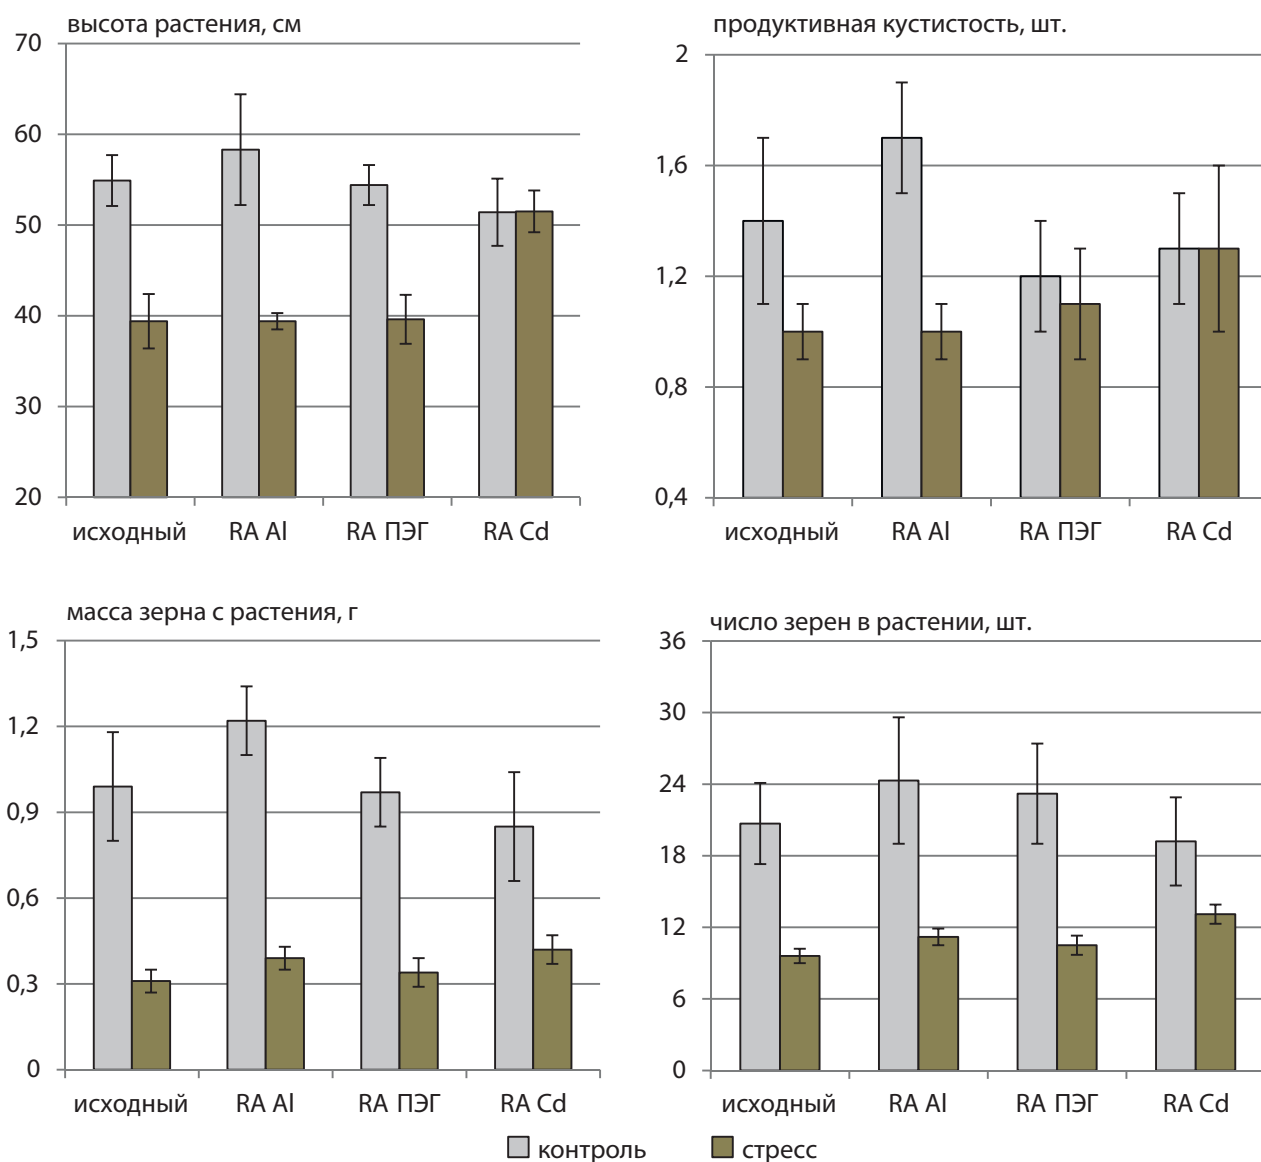 высота растения, см
70
60
50
40
30
20
исходный RA Al RA ПЭГ RA Cd
продуктивная кустистость, шт.
2
1,6
1,2
0,8
0,4
исходный RA Al RA ПЭГ RA Cd
масса зерна с растения, г
1,5
1,2
0,9
0,6
0,3
0
исходный RA Al RA ПЭГ RA Cd
число зерен в растении, шт.
36
30
24
18
12
6
0
исходный RA Al RA ПЭГ RA Cd
контроль стресс